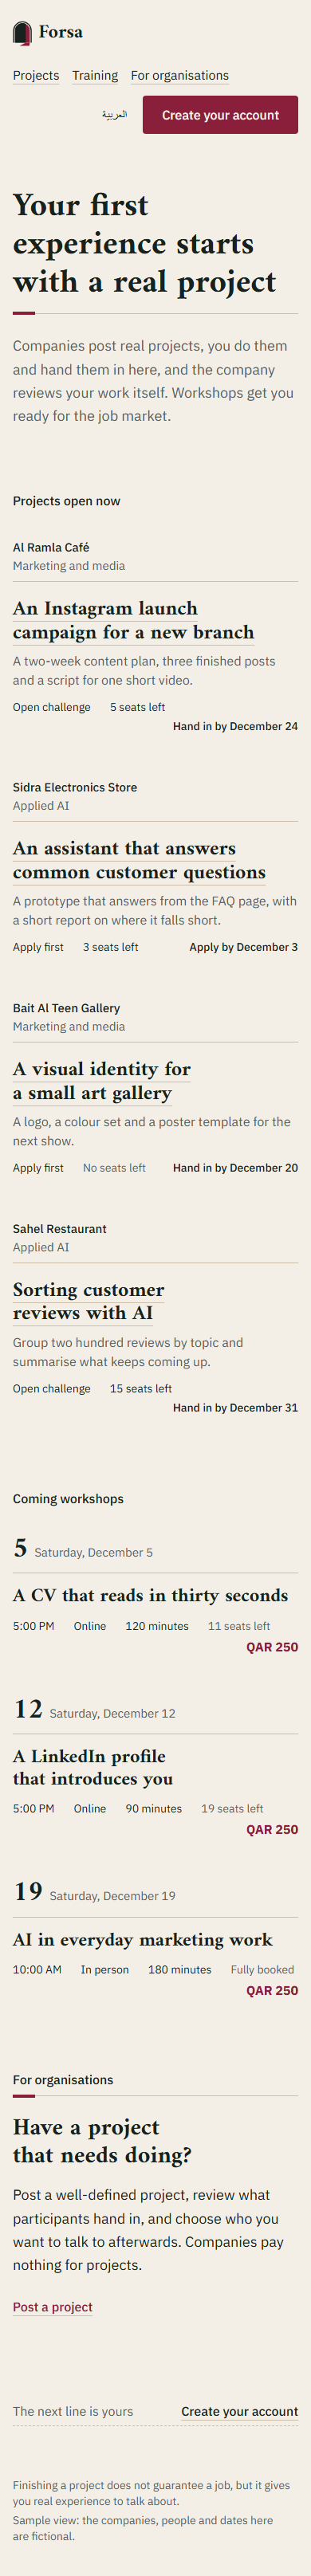 Forsa
Projects Training For organisations
العربية Create your account
Your first
experience starts
with a real project
Companies post real projects, you do them
and hand them in here, and the company
reviews your work itself. Workshops get you
ready for the job market.
Projects open now
Al Ramla Café
Marketing and media
An Instagram launch
campaign for a new branch
A two-week content plan, three finished posts
and a script for one short video.
Open challenge 5 seats left
Hand in by December 24
Sidra Electronics Store
Applied AI
An assistant that answers
common customer questions
A prototype that answers from the FAQ page, with
a short report on where it falls short.
Apply first 3 seats left Apply by December 3
Bait Al Teen Gallery
Marketing and media
A visual identity for
a small art gallery
A logo, a colour set and a poster template for the
next show.
Apply first No seats left Hand in by December 20
Sahel Restaurant
Applied AI
Sorting customer
reviews with AI
Group two hundred reviews by topic and
summarise what keeps coming up.
Open challenge 15 seats left
Hand in by December 31
Coming workshops
5 Saturday, December 5
A CV that reads in thirty seconds
5:00 PM Online 120 minutes 11 seats left
QAR 250
12 Saturday, December 12
A LinkedIn profile
that introduces you
5:00 PM Online 90 minutes 19 seats left
QAR 250
19 Saturday, December 19
AI in everyday marketing work
10:00 AM In person 180 minutes Fully booked
QAR 250
For organisations
Have a project
that needs doing?
Post a well-defined project, review what
participants hand in, and choose who you
want to talk to afterwards. Companies pay
nothing for projects.
Post a project
The next line is yours Create your account
Finishing a project does not guarantee a job, but it gives
you real experience to talk about.
Sample view: the companies, people and dates here
are fictional.